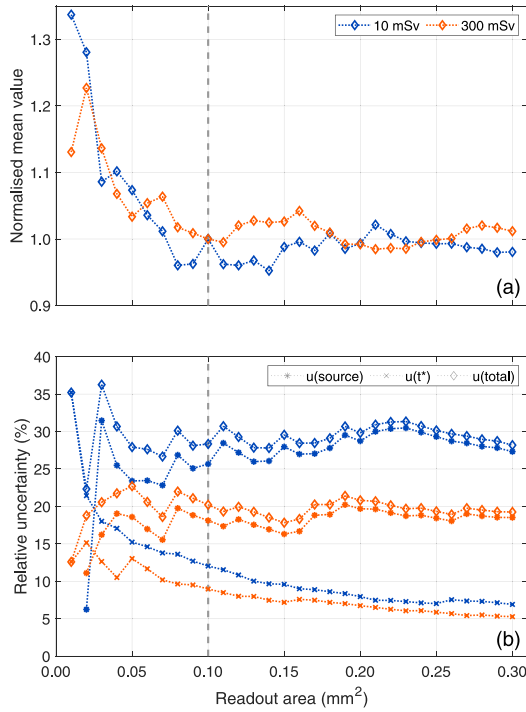 10 mSv 300 mSv
1.3
1.2
1.1
1.0
0.9
Normalised mean value
(a)
u(source) u(t*) u(total)
40
35
30
25
20
15
10
5
0
Relative uncertainty (%)
(b)
0.00 0.05 0.10 0.15 0.20 0.25 0.30
Readout area (mm²)